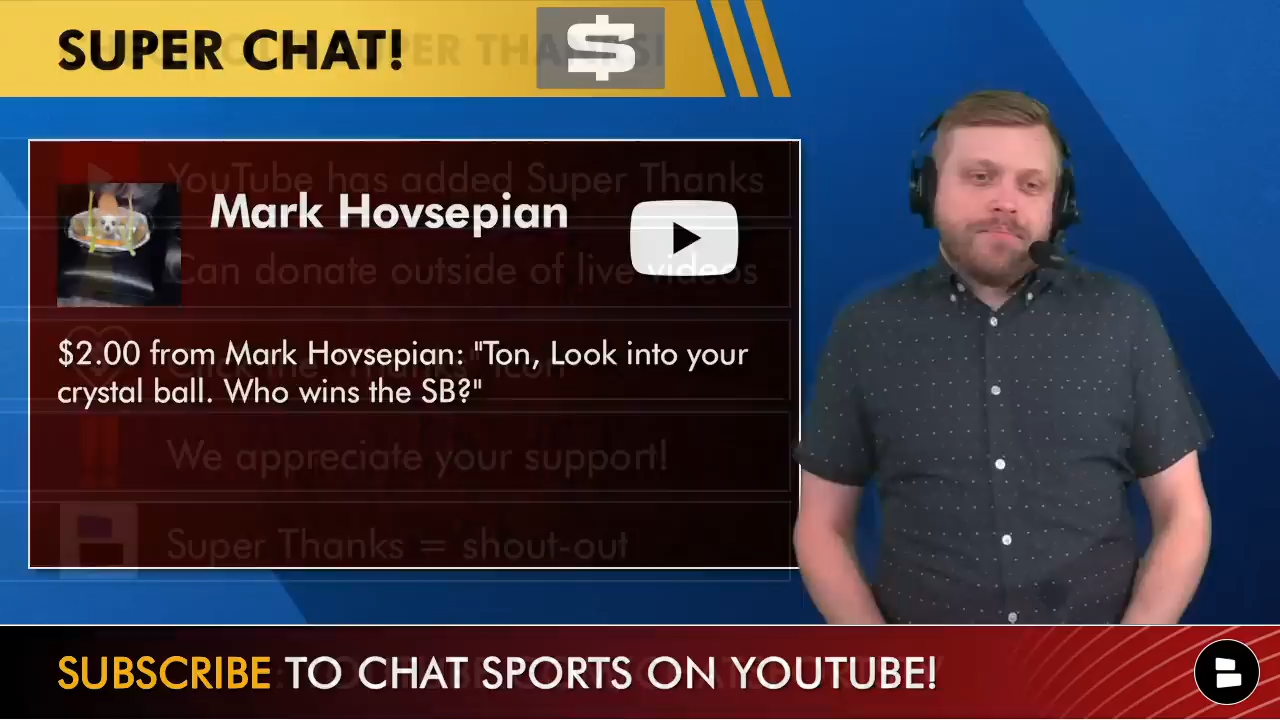 SUPER CHAT!
SUPER THANKS!
YouTube has added Super Thanks
Mark Hovsepian
Can donate outside of live videos
$2.00 from Mark Hovsepian: "Ton, Look into your
crystal ball. Who wins the SB?"
We appreciate your support!
Super Thanks = shout-out
SUBSCRIBE TO CHAT SPORTS ON YOUTUBE!